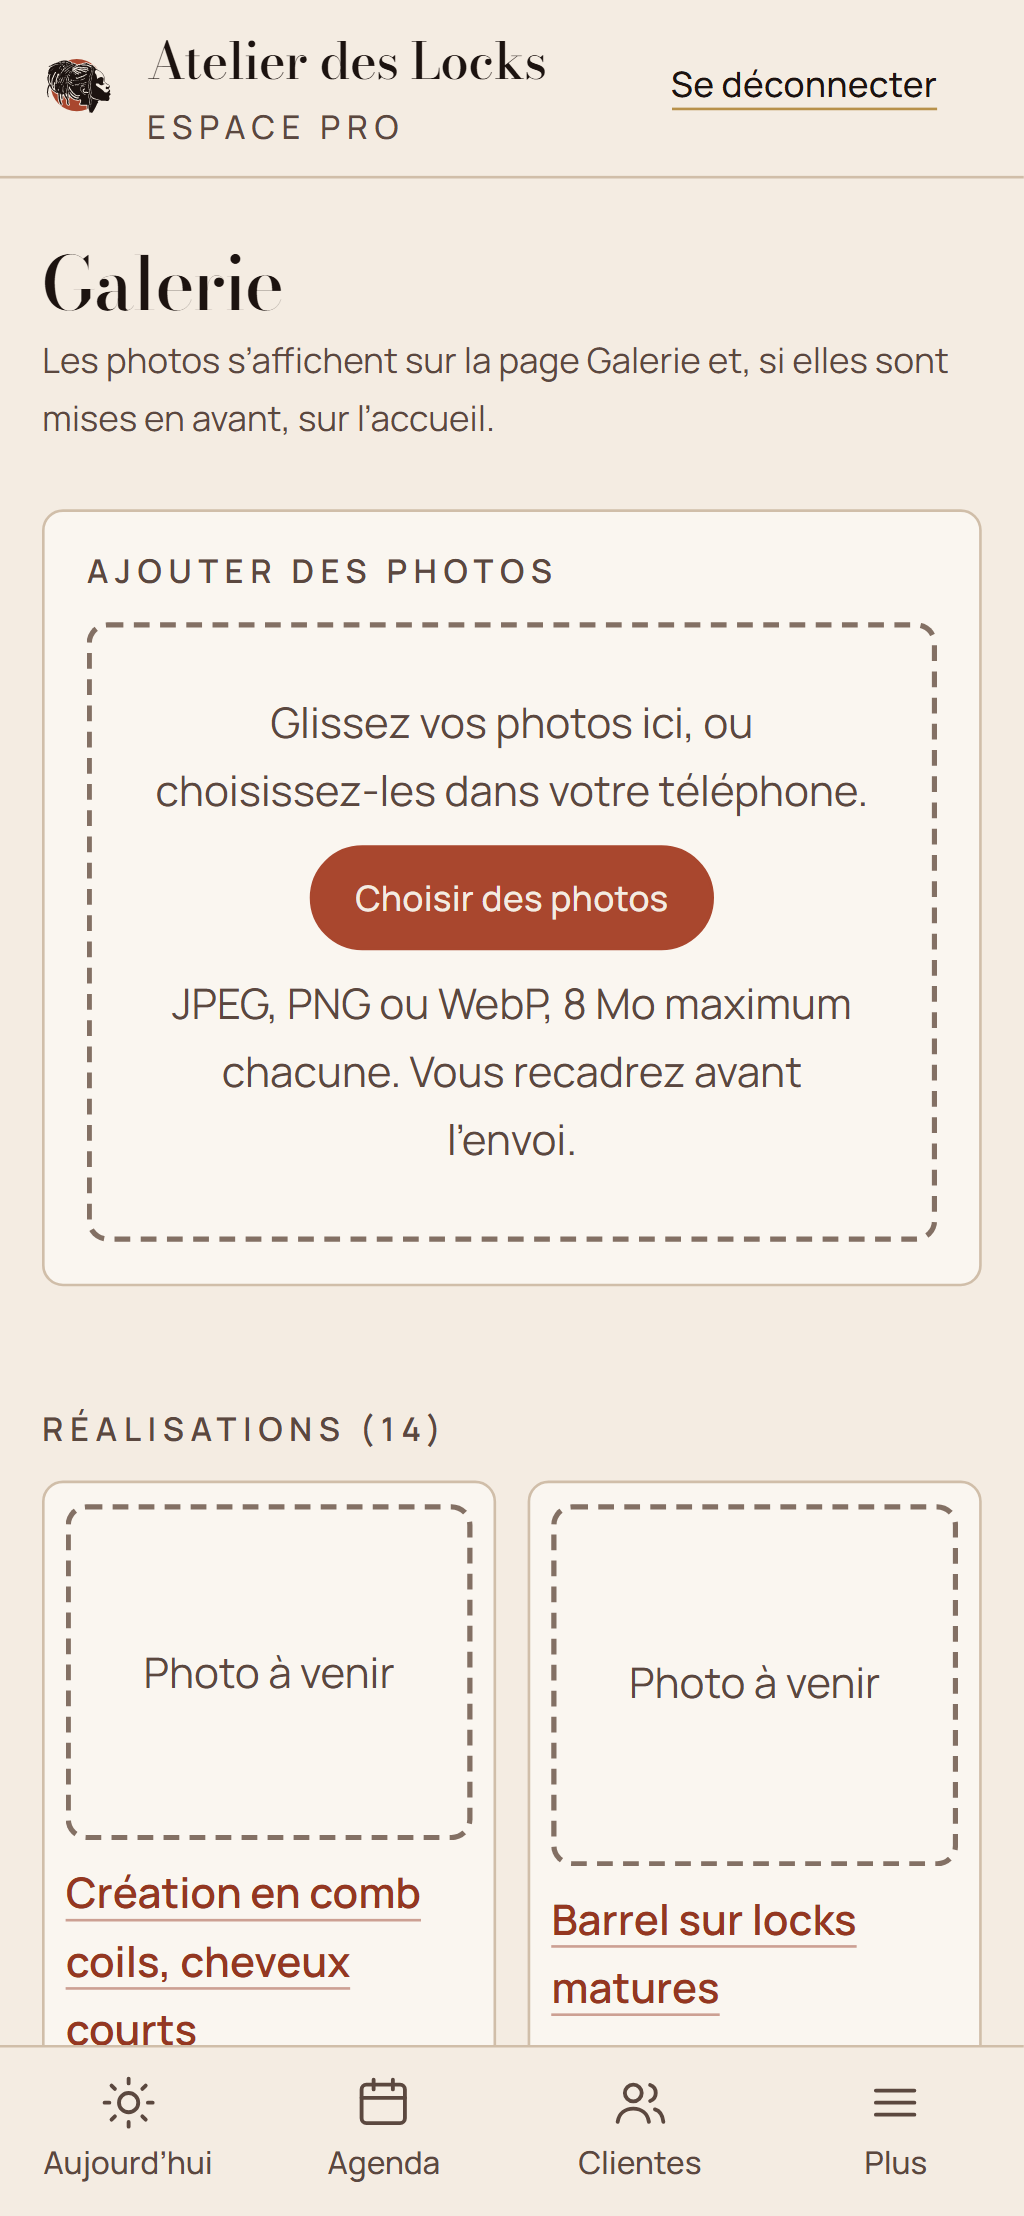 Atelier des Locks
ESPACE PRO
Se déconnecter
Galerie
Les photos s’affichent sur la page Galerie et, si elles sont
mises en avant, sur l’accueil.
AJOUTER DES PHOTOS
Glissez vos photos ici, ou
choisissez-les dans votre téléphone.
Choisir des photos
JPEG, PNG ou WebP, 8 Mo maximum
chacune. Vous recadrez avant
l’envoi.
RÉALISATIONS (14)
Photo à venir
Création en comb
coils, cheveux
courts
Photo à venir
Barrel sur locks
matures
Aujourd’hui
Agenda
Clientes
Plus